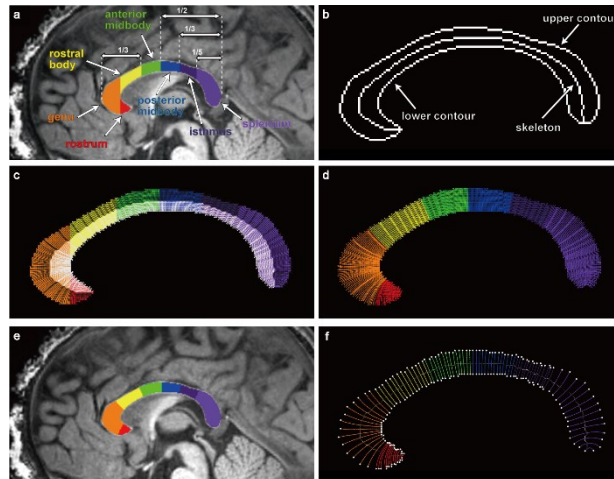 a
anterior midbody
1/2
1/3
1/3
1/5
rostral body
posterior midbody
genu
rostrum
isthmus
splenium
b
upper contour
lower contour
skeleton
c
d
e
f